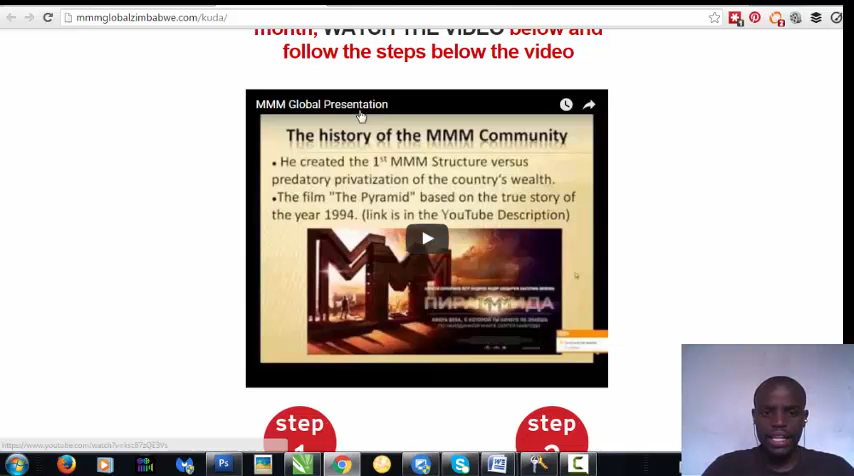 mmmglobalzimbabwe.com/kuda/
month, WATCH THE VIDEO below and
follow the steps below the video
MMM Global Presentation
The history of the MMM Community
• He created the 1st MMM Structure versus
predatory privatization of the country's wealth.
•The film "The Pyramid" based on the true story of
the year 1994. (link is in the YouTube Description)
ПИРАМММИДА
step
1
step
2